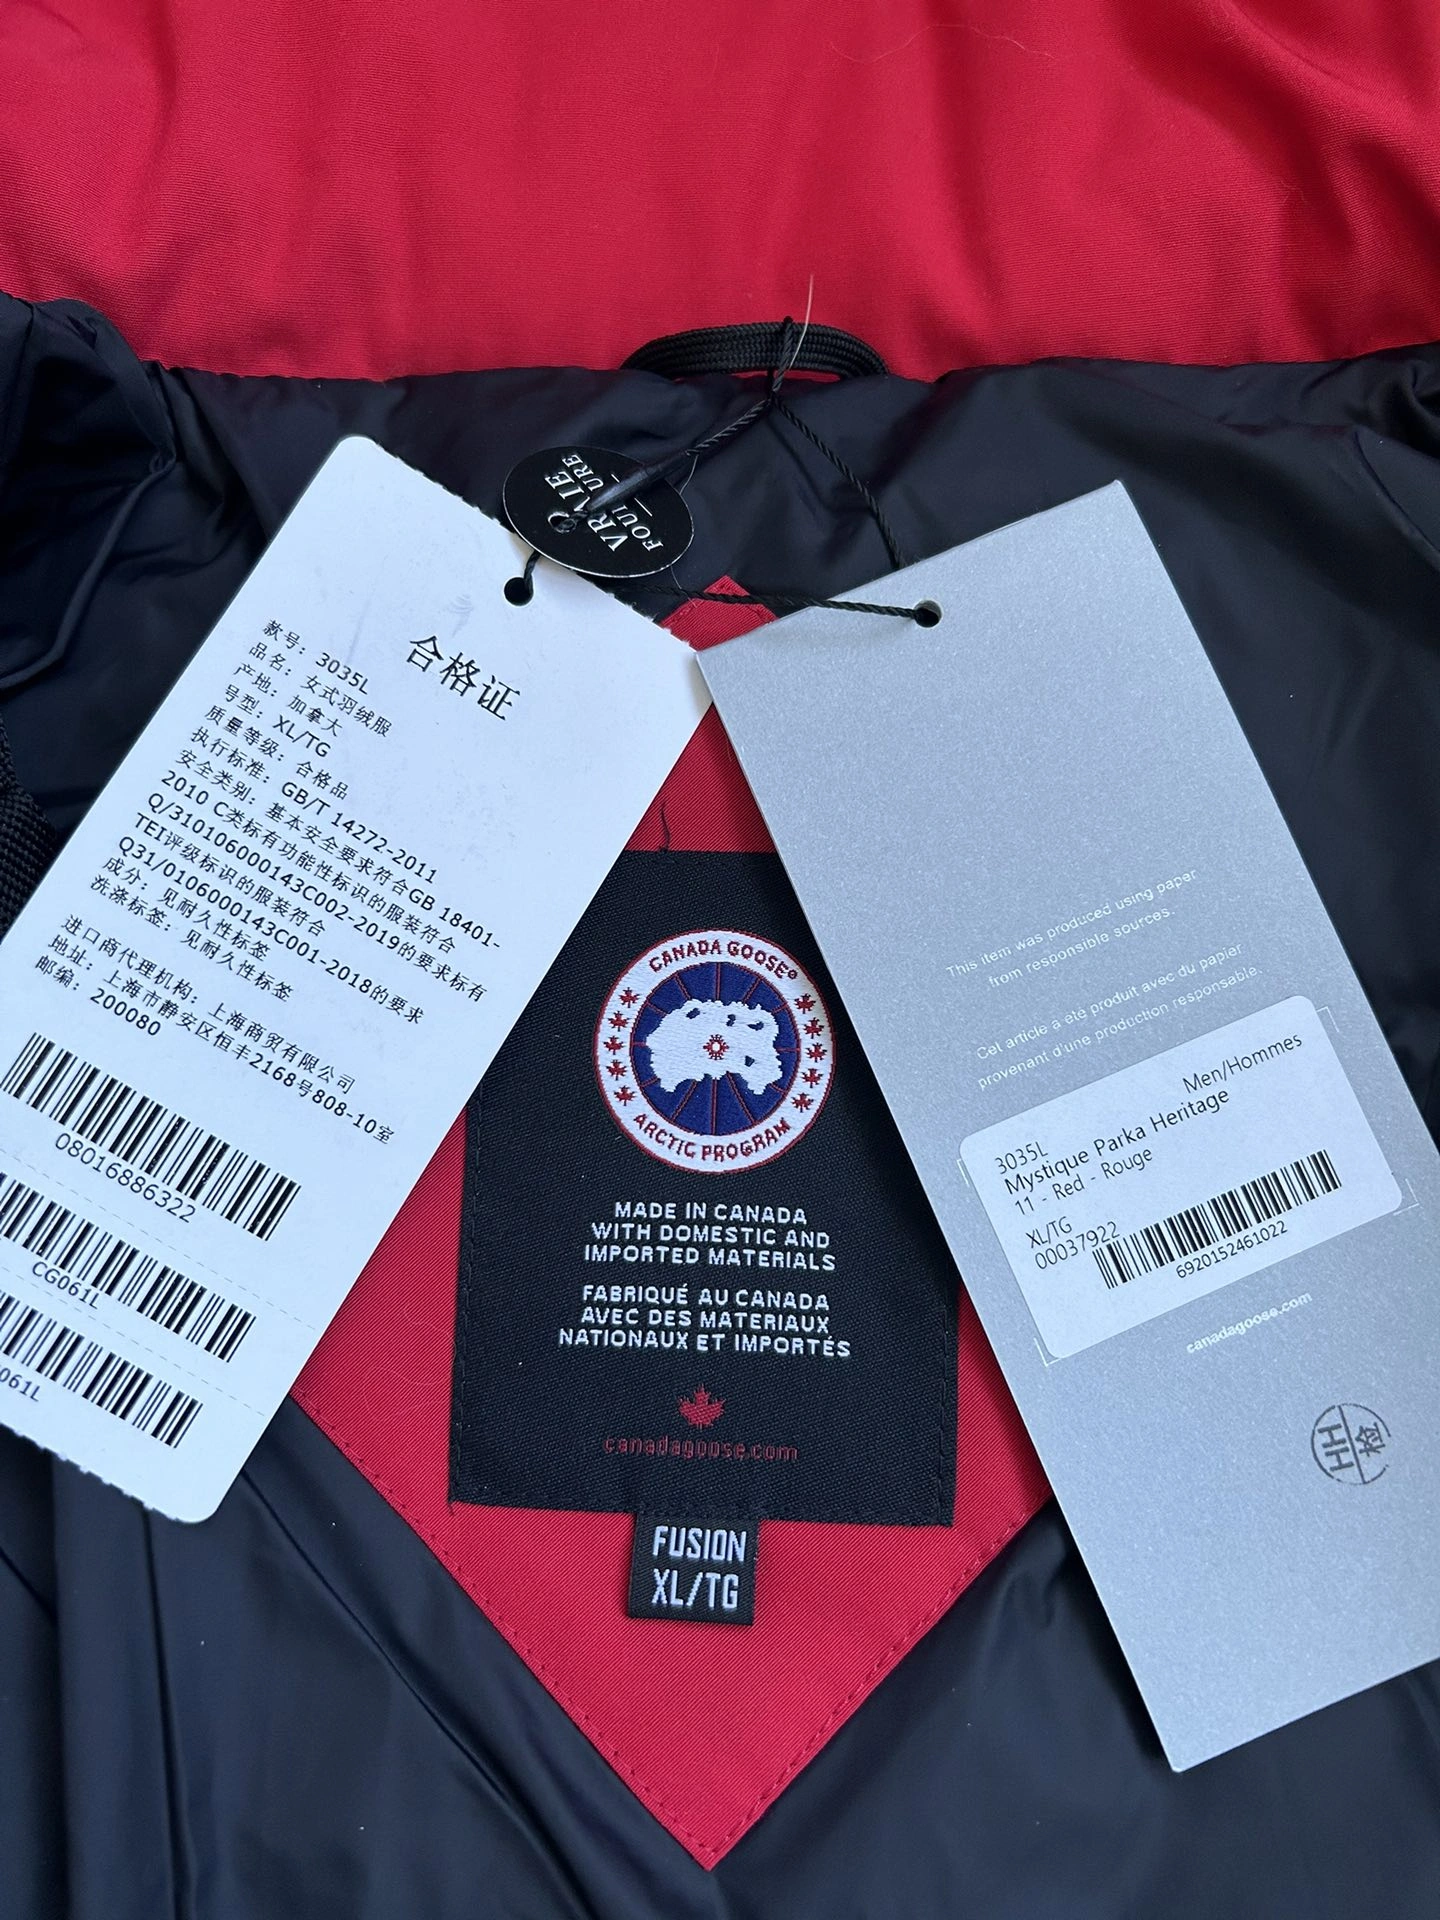 VRAIE
FOU
URE
合格证
款号：3035L
品名：女式羽绒服
产地：加拿大
号型：XL/TG
质量等级：合格品
执行标准：GB/T 14272-2011
安全类别：基本安全要求符合GB 18401-
2010 C类标有功能性标识的服装符合
Q/3101060000143C002-2019的要求标有
TEI评级标识的服装符合
Q31/0106000143C001-2018的要求
成分：见耐久性标签
洗涤标签：见耐久性标签
进口商代理机构：上海商贸有限公司
地址：上海市静安区恒丰2168号808-10室
邮编：200080
08016886322
CG061L
061L
CANADA GOOSE®
ARCTIC PROGRAM
MADE IN CANADA
WITH DOMESTIC AND
IMPORTED MATERIALS
FABRIQUÉ AU CANADA
AVEC DES MATERIAUX
NATIONAUX ET IMPORTÉS
canadagoose.com
FUSION
XL/TG
This item was produced using paper
from responsible sources.
Cet article a été produit avec du papier
provenant d'une production responsable.
Men/Hommes
3035L
Mystique Parka Heritage
11 - Red - Rouge
XL/TG
00037922
6920152461022
canadagoose.com
HH
检